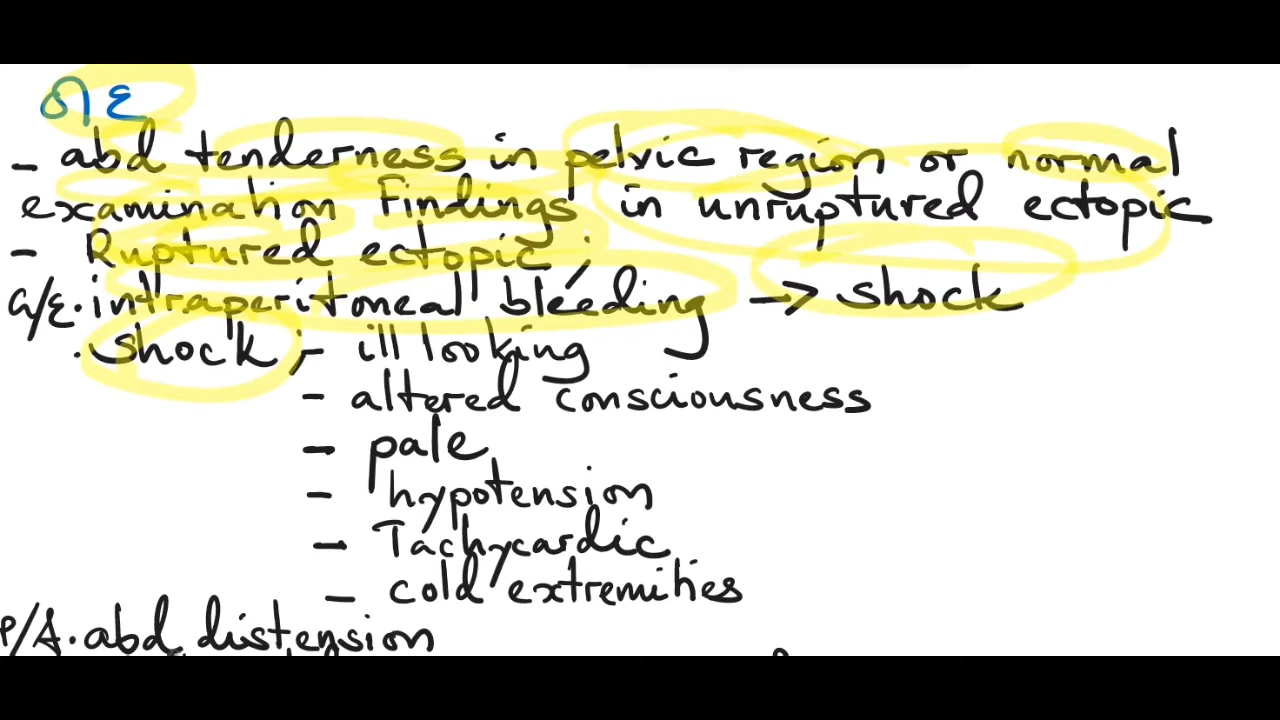 O/E
- abd tenderness in pelvic region or normal
examination Findings in unruptured ectopic
- Ruptured ectopic:
G/E. intraperitoneal bleeding -> shock
. shock; - ill looking
- altered consciousness
- pale
- hypotension
- Tachycardic
- cold extremities
P/A. abd distension